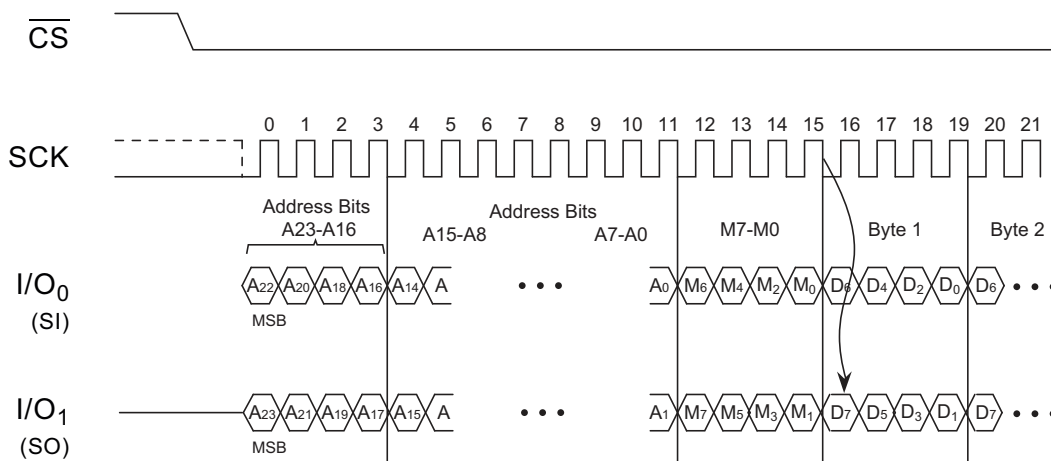 CS
0 1 2 3 4 5 6 7 8 9 10 11 12 13 14 15 16 17 18 19 20 21
SCK
Address Bits
A23-A16
Address Bits
A15-A8 A7-A0 M7-M0 Byte 1 Byte 2
I/O0
(SI)
A22 A20 A18 A16 A14 A • • • A0 M6 M4 M2 M0 D6 D4 D2 D0 D6 • • •
MSB
I/O1
(SO)
A23 A21 A19 A17 A15 A • • • A1 M7 M5 M3 M1 D7 D5 D3 D1 D7 • • •
MSB